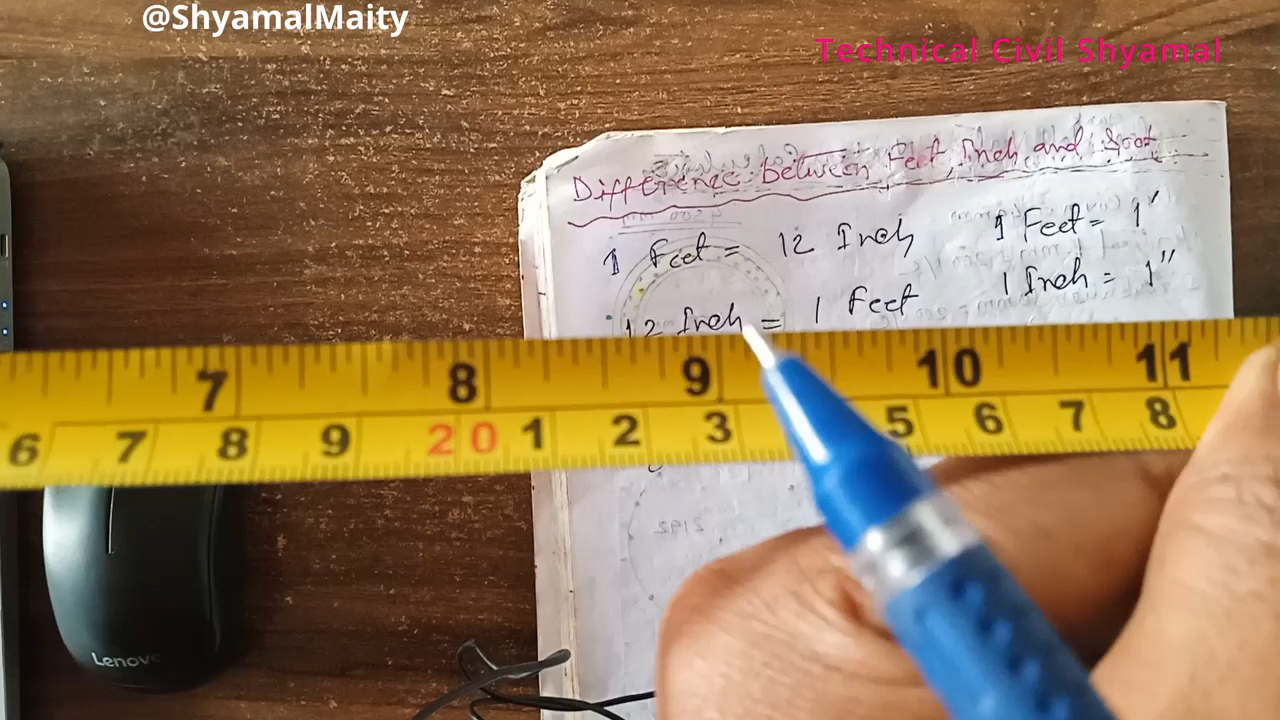 @ShyamalMaity
Technical Civil Shyamal
Difference between Feet, Inch and Soot
1 Feet = 12 Inch 1 Feet = 1'
12 Inch = 1 Feet 1 Inch = 1"
7 8 9 10 11
6 7 8 9 20 1 2 3 5 6 7 8
Lenovo